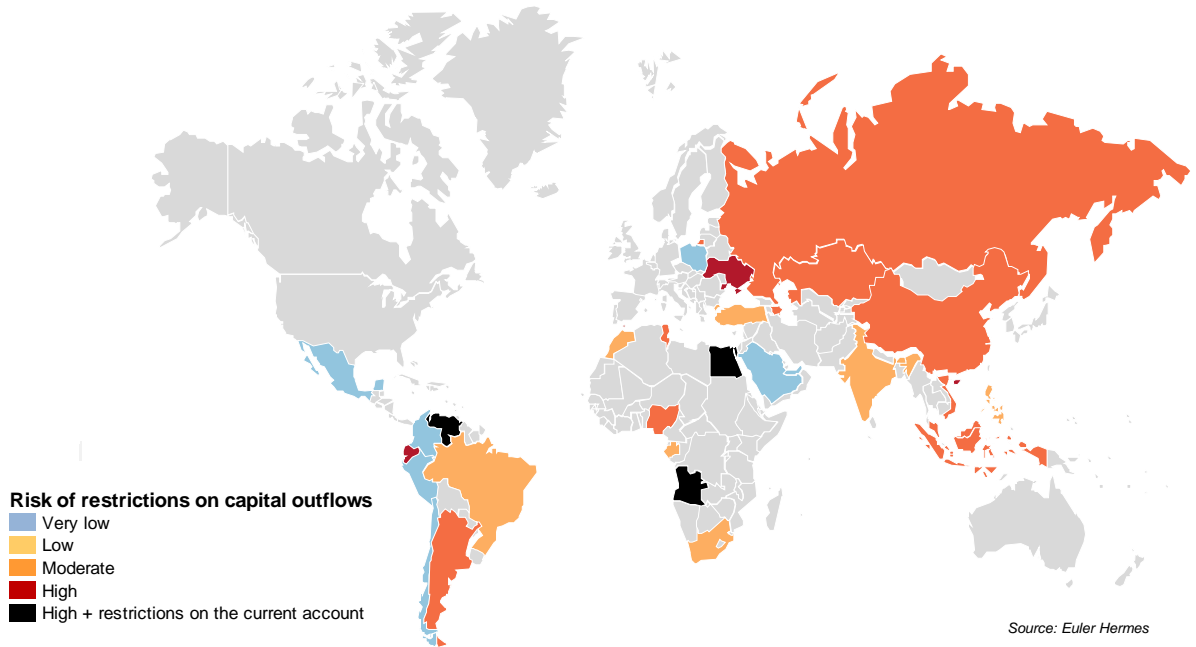 Risk of restrictions on capital outflows
Very low
Low
Moderate
High
High + restrictions on the current account
Source: Euler Hermes